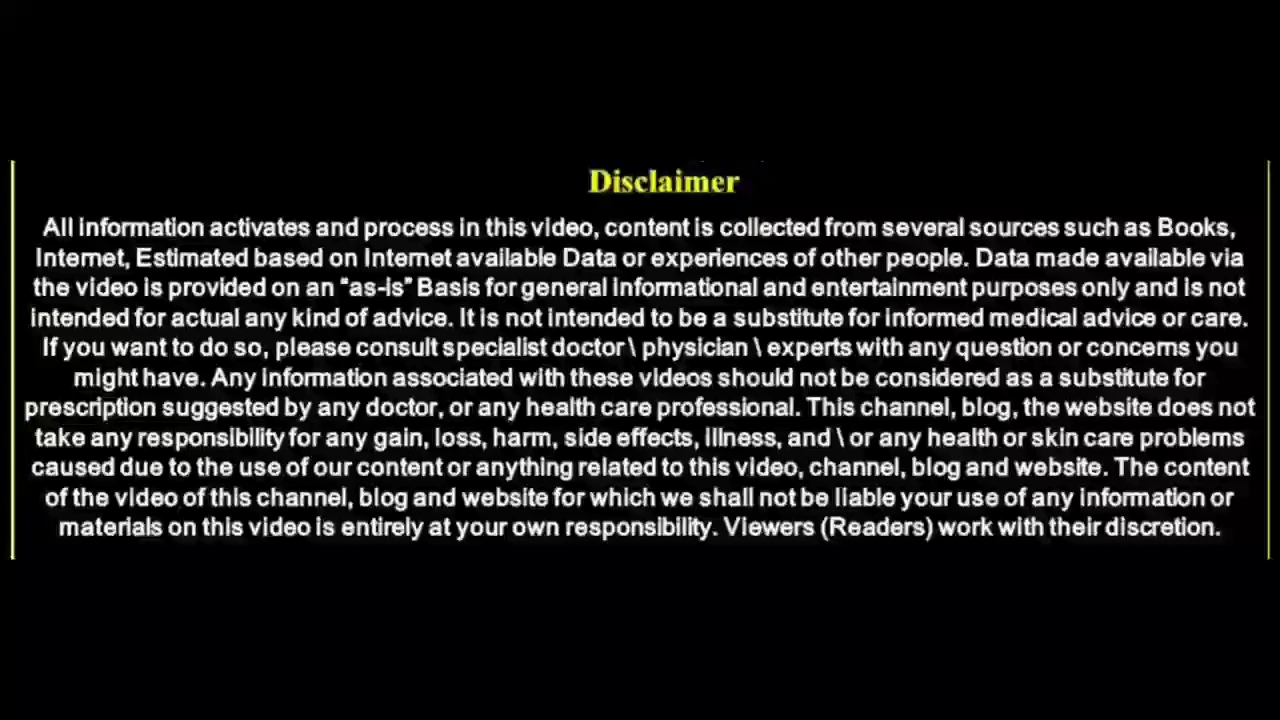 Disclaimer
All information activates and process in this video, content is collected from several sources such as Books,
Internet, Estimated based on Internet available Data or experiences of other people. Data made available via
the video is provided on an “as-is” Basis for general informational and entertainment purposes only and is not
intended for actual any kind of advice. It is not intended to be a substitute for informed medical advice or care.
If you want to do so, please consult specialist doctor \ physician \ experts with any question or concerns you
might have. Any information associated with these videos should not be considered as a substitute for
prescription suggested by any doctor, or any health care professional. This channel, blog, the website does not
take any responsibility for any gain, loss, harm, side effects, illness, and \ or any health or skin care problems
caused due to the use of our content or anything related to this video, channel, blog and website. The content
of the video of this channel, blog and website for which we shall not be liable your use of any information or
materials on this video is entirely at your own responsibility. Viewers (Readers) work with their discretion.